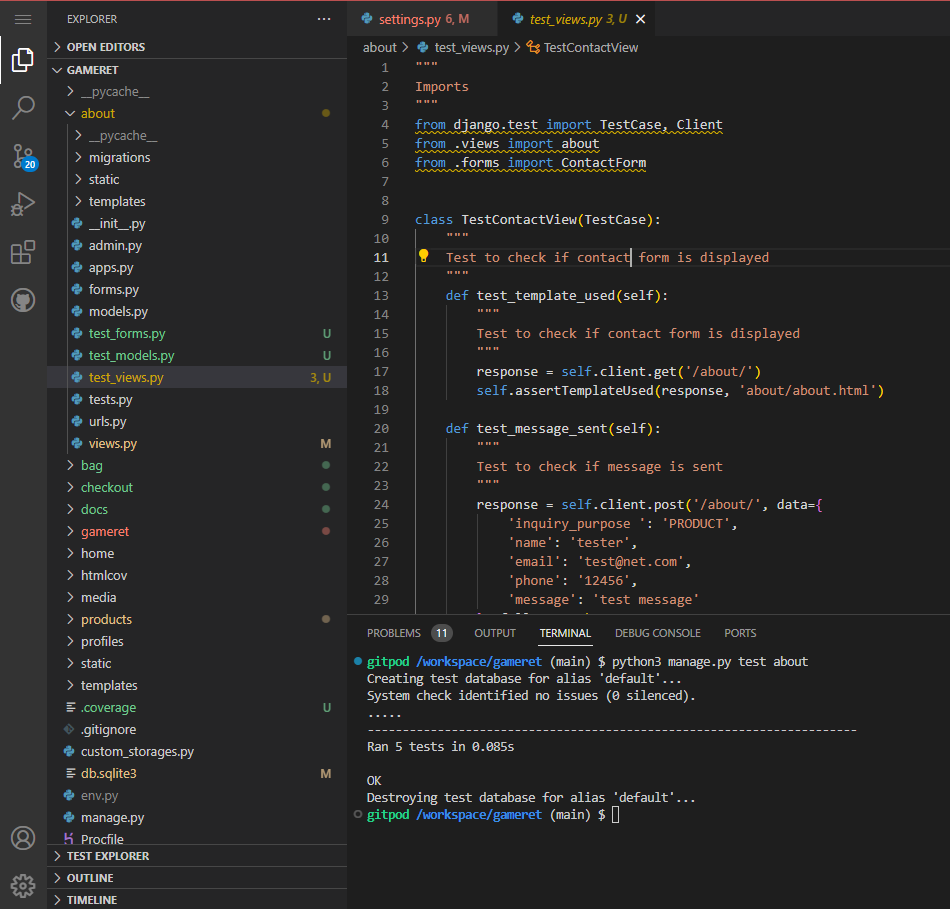 EXPLORER
OPEN EDITORS
GAMERET
__pycache__
about
__pycache__
migrations
static
templates
__init__.py
admin.py
apps.py
forms.py
models.py
test_forms.py U
test_models.py U
test_views.py 3, U
tests.py
urls.py
views.py M
bag
checkout
docs
gameret
home
htmlcov
media
products
profiles
static
templates
.coverage U
.gitignore
custom_storages.py
db.sqlite3 M
env.py
manage.py
Procfile
TEST EXPLORER
OUTLINE
TIMELINE
20
settings.py 6, M
test_views.py 3, U
about > test_views.py > TestContactView
1 """
2 Imports
3 """
4 from django.test import TestCase, Client
5 from .views import about
6 from .forms import ContactForm
7
8
9 class TestContactView(TestCase):
10 """
11 Test to check if contact form is displayed
12 """
13 def test_template_used(self):
14 """
15 Test to check if contact form is displayed
16 """
17 response = self.client.get('/about/')
18 self.assertTemplateUsed(response, 'about/about.html')
19
20 def test_message_sent(self):
21 """
22 Test to check if message is sent
23 """
24 response = self.client.post('/about/', data={
25 'inquiry_purpose ': 'PRODUCT',
26 'name': 'tester',
27 'email': 'test@net.com',
28 'phone': '12456',
29 'message': 'test message'
PROBLEMS 11 OUTPUT TERMINAL DEBUG CONSOLE PORTS
gitpod /workspace/gameret (main) $ python3 manage.py test about
Creating test database for alias 'default'...
System check identified no issues (0 silenced).
.....
----------------------------------------------------------------------
Ran 5 tests in 0.085s
OK
Destroying test database for alias 'default'...
gitpod /workspace/gameret (main) $